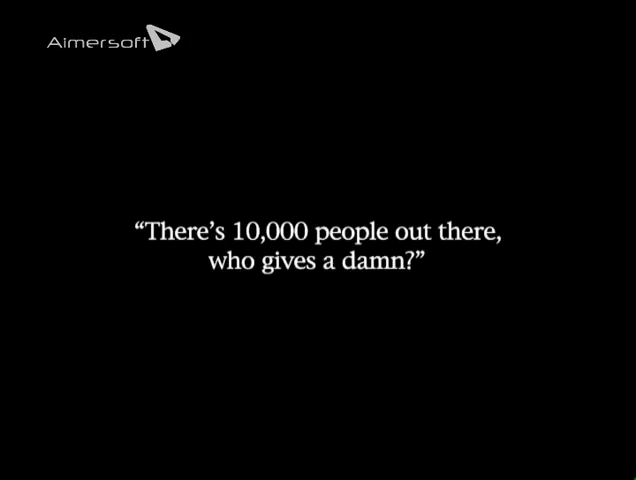 Aimersoft
“There’s 10,000 people out there,
who gives a damn?”